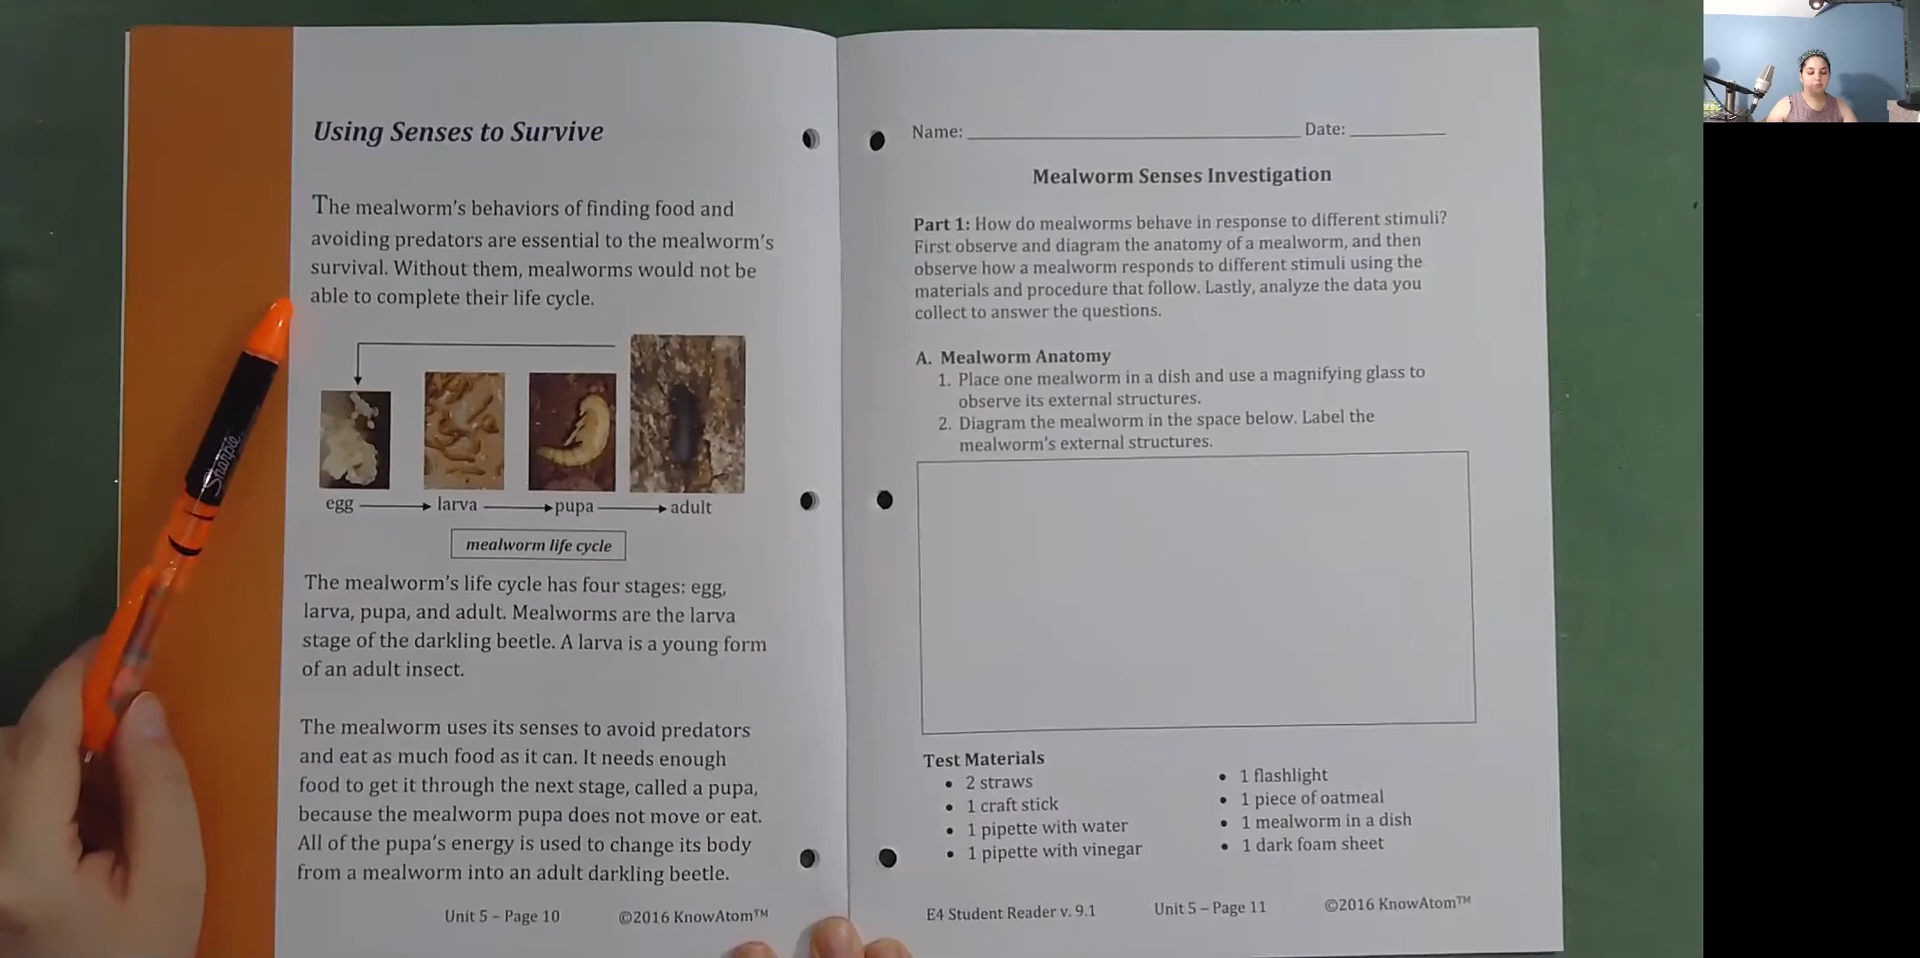 Using Senses to Survive
The mealworm's behaviors of finding food and
avoiding predators are essential to the mealworm's
survival. Without them, mealworms would not be
able to complete their life cycle.
egg larva pupa adult
mealworm life cycle
The mealworm's life cycle has four stages: egg,
larva, pupa, and adult. Mealworms are the larva
stage of the darkling beetle. A larva is a young form
of an adult insect.
The mealworm uses its senses to avoid predators
and eat as much food as it can. It needs enough
food to get it through the next stage, called a pupa,
because the mealworm pupa does not move or eat.
All of the pupa's energy is used to change its body
from a mealworm into an adult darkling beetle.
Unit 5 – Page 10 ©2016 KnowAtom™
Sharpie
Name: Date:
Mealworm Senses Investigation
Part 1: How do mealworms behave in response to different stimuli?
First observe and diagram the anatomy of a mealworm, and then
observe how a mealworm responds to different stimuli using the
materials and procedure that follow. Lastly, analyze the data you
collect to answer the questions.
A. Mealworm Anatomy
1. Place one mealworm in a dish and use a magnifying glass to
observe its external structures.
2. Diagram the mealworm in the space below. Label the
mealworm's external structures.
Test Materials
• 2 straws
• 1 craft stick
• 1 pipette with water
• 1 pipette with vinegar
• 1 flashlight
• 1 piece of oatmeal
• 1 mealworm in a dish
• 1 dark foam sheet
E4 Student Reader v. 9.1 Unit 5 – Page 11 ©2016 KnowAtom™